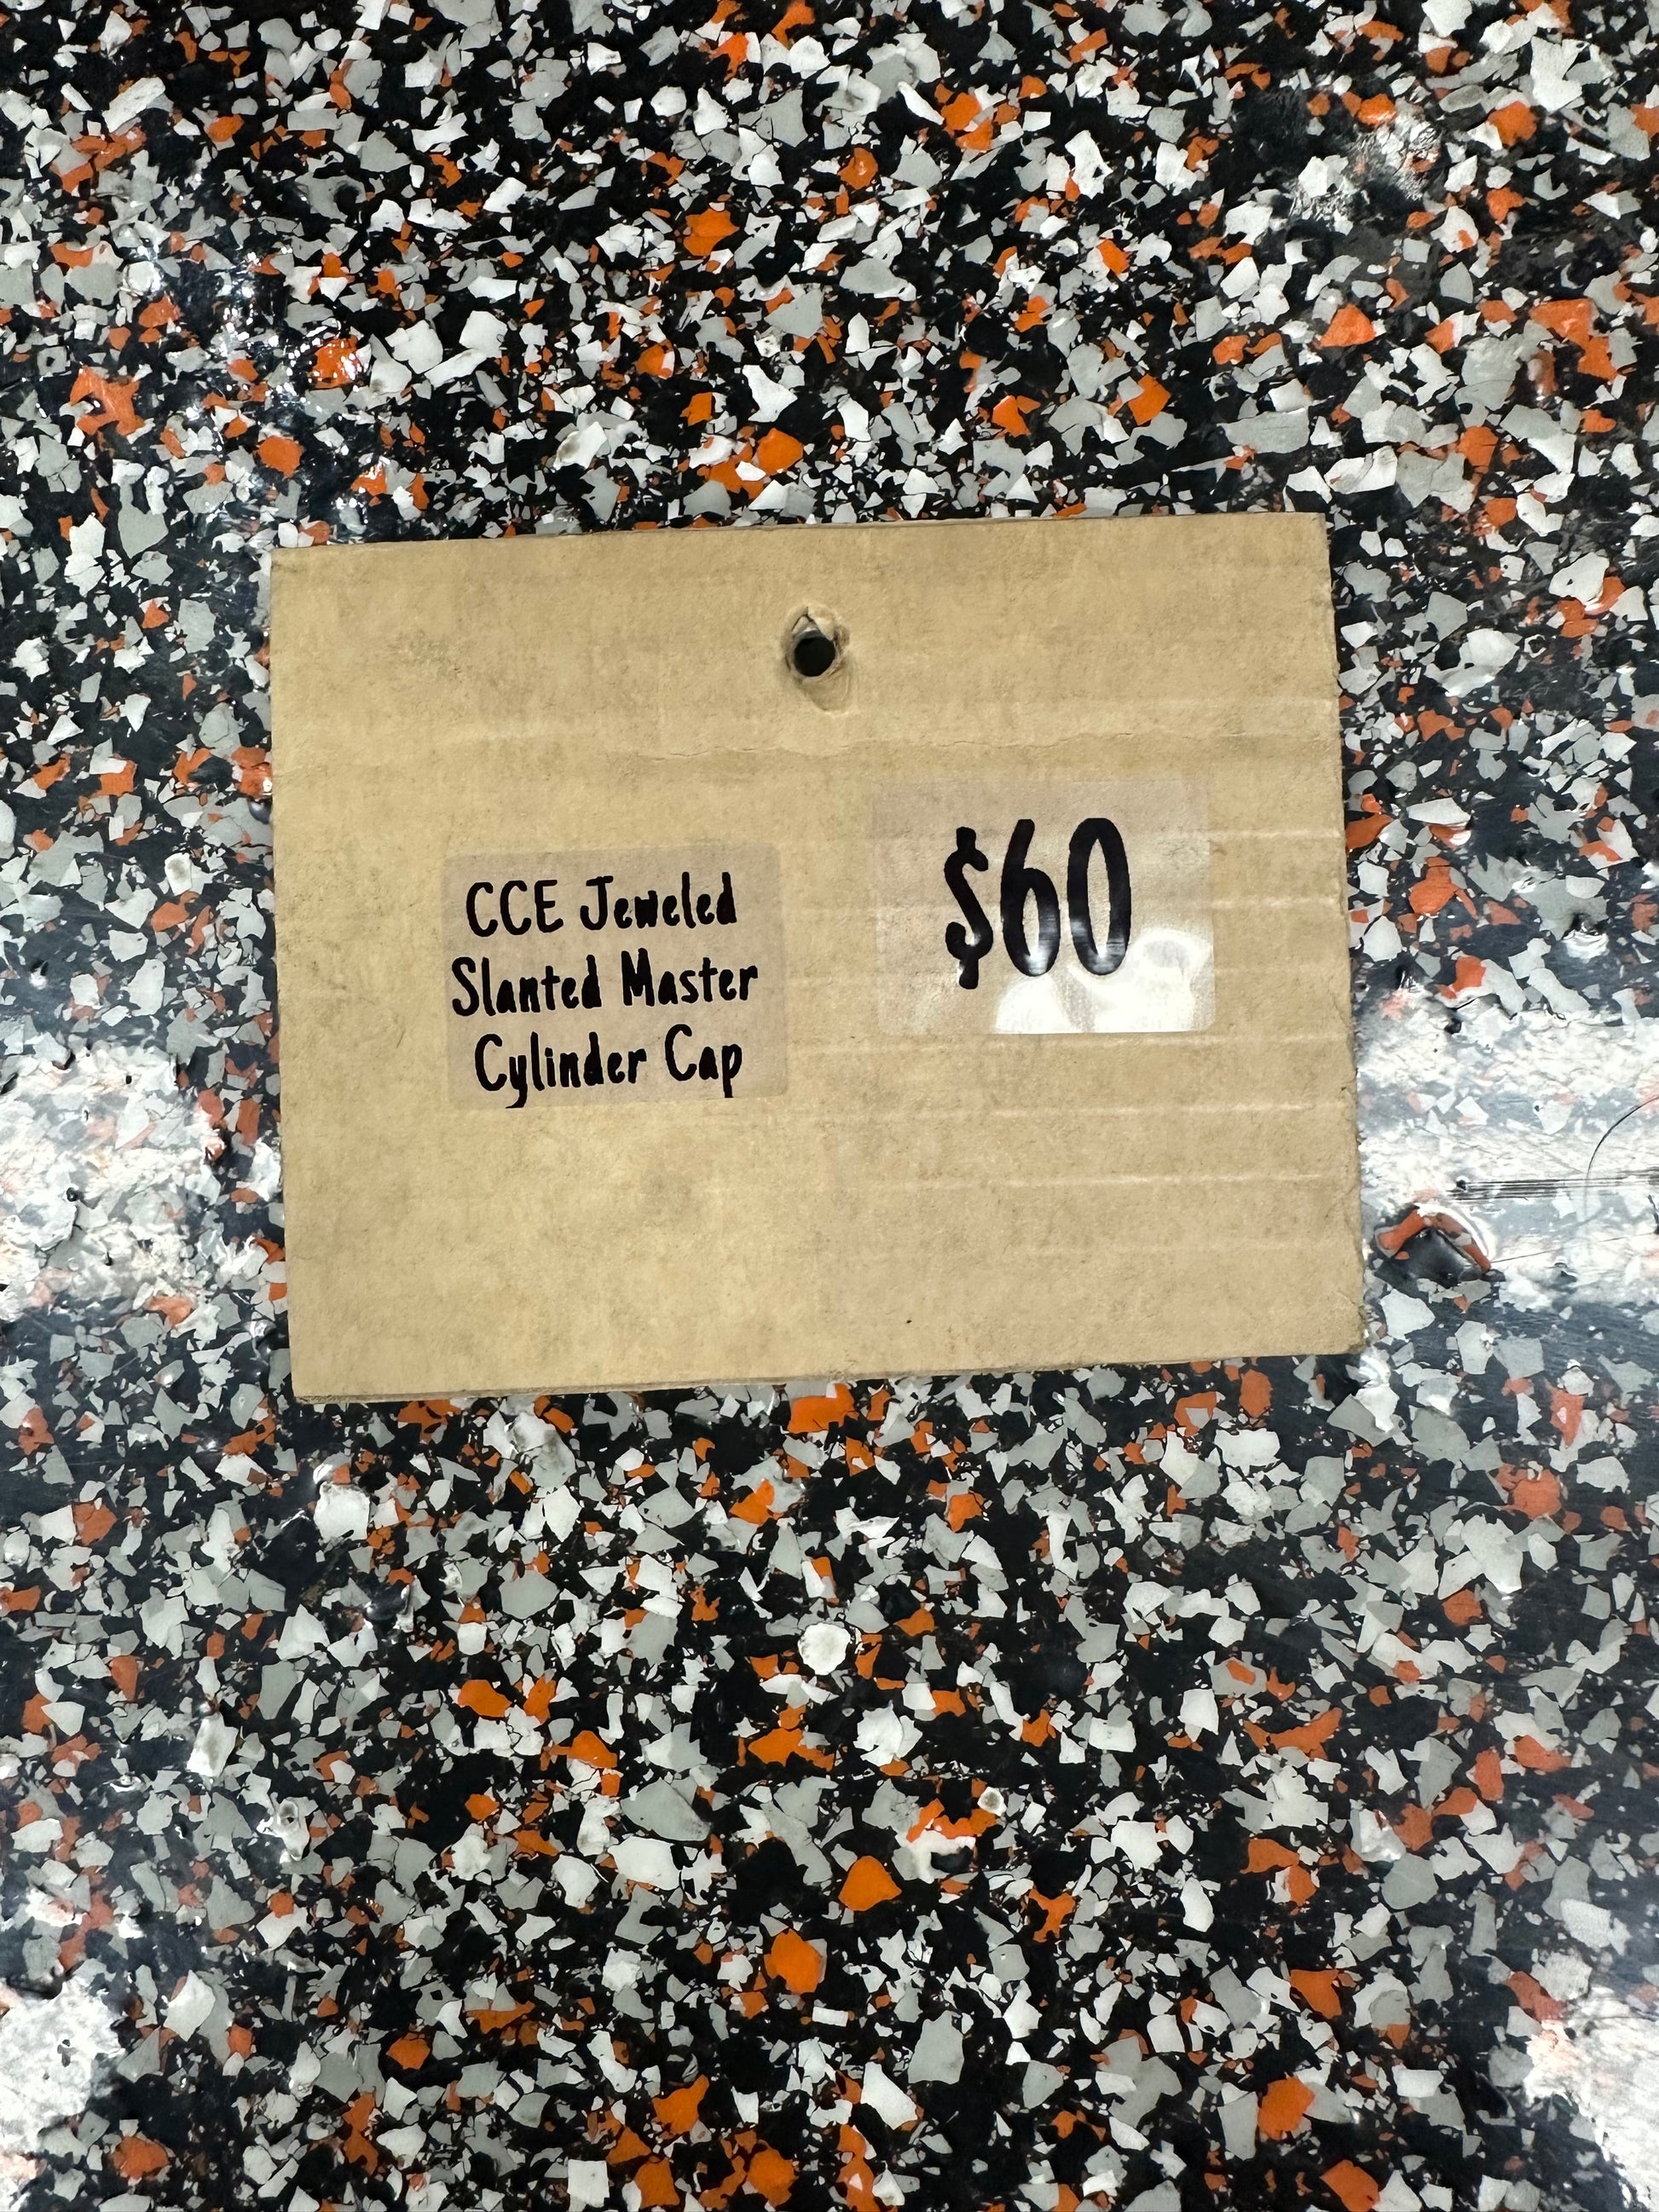 CCE Jeweled
Slanted Master
Cylinder Cap
$60